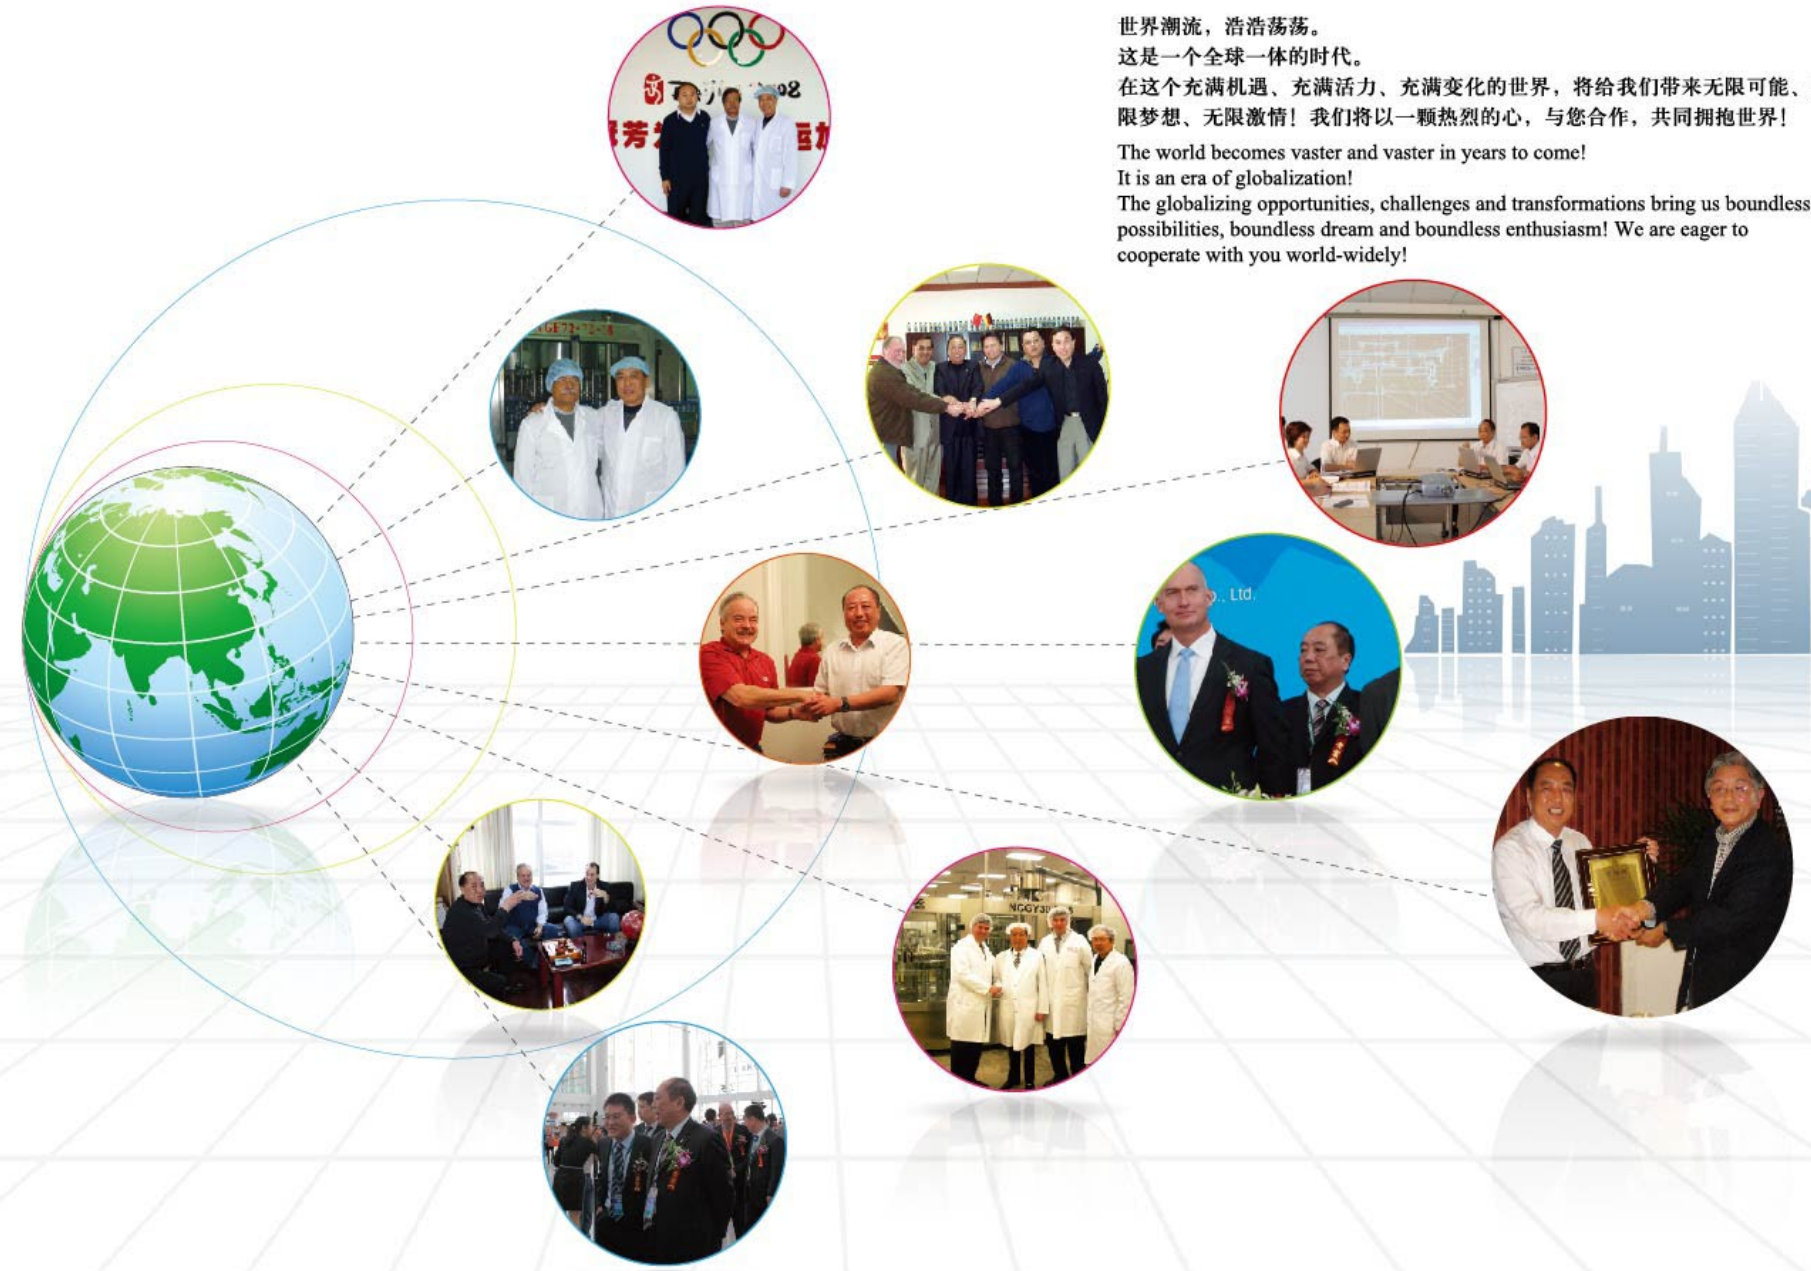 世界潮流，浩浩荡荡。
这是一个全球一体的时代。
在这个充满机遇、充满活力、充满变化的世界，将给我们带来无限可能、
限梦想、无限激情！我们将以一颗热烈的心，与您合作，共同拥抱世界！
The world becomes vaster and vaster in years to come!
It is an era of globalization!
The globalizing opportunities, challenges and transformations bring us boundless
possibilities, boundless dream and boundless enthusiasm! We are eager to
cooperate with you world-widely!
., Ltd.